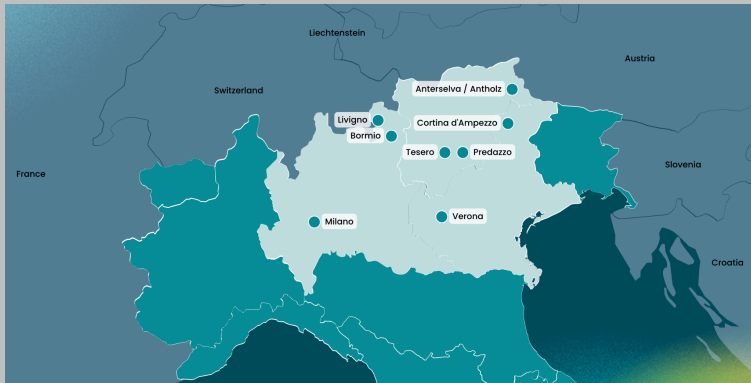 Liechtenstein
Austria
Switzerland
Anterselva / Antholz
Livigno
Cortina d'Ampezzo
Bormio
Tesero
Predazzo
Slovenia
France
Milano
Verona
Croatia